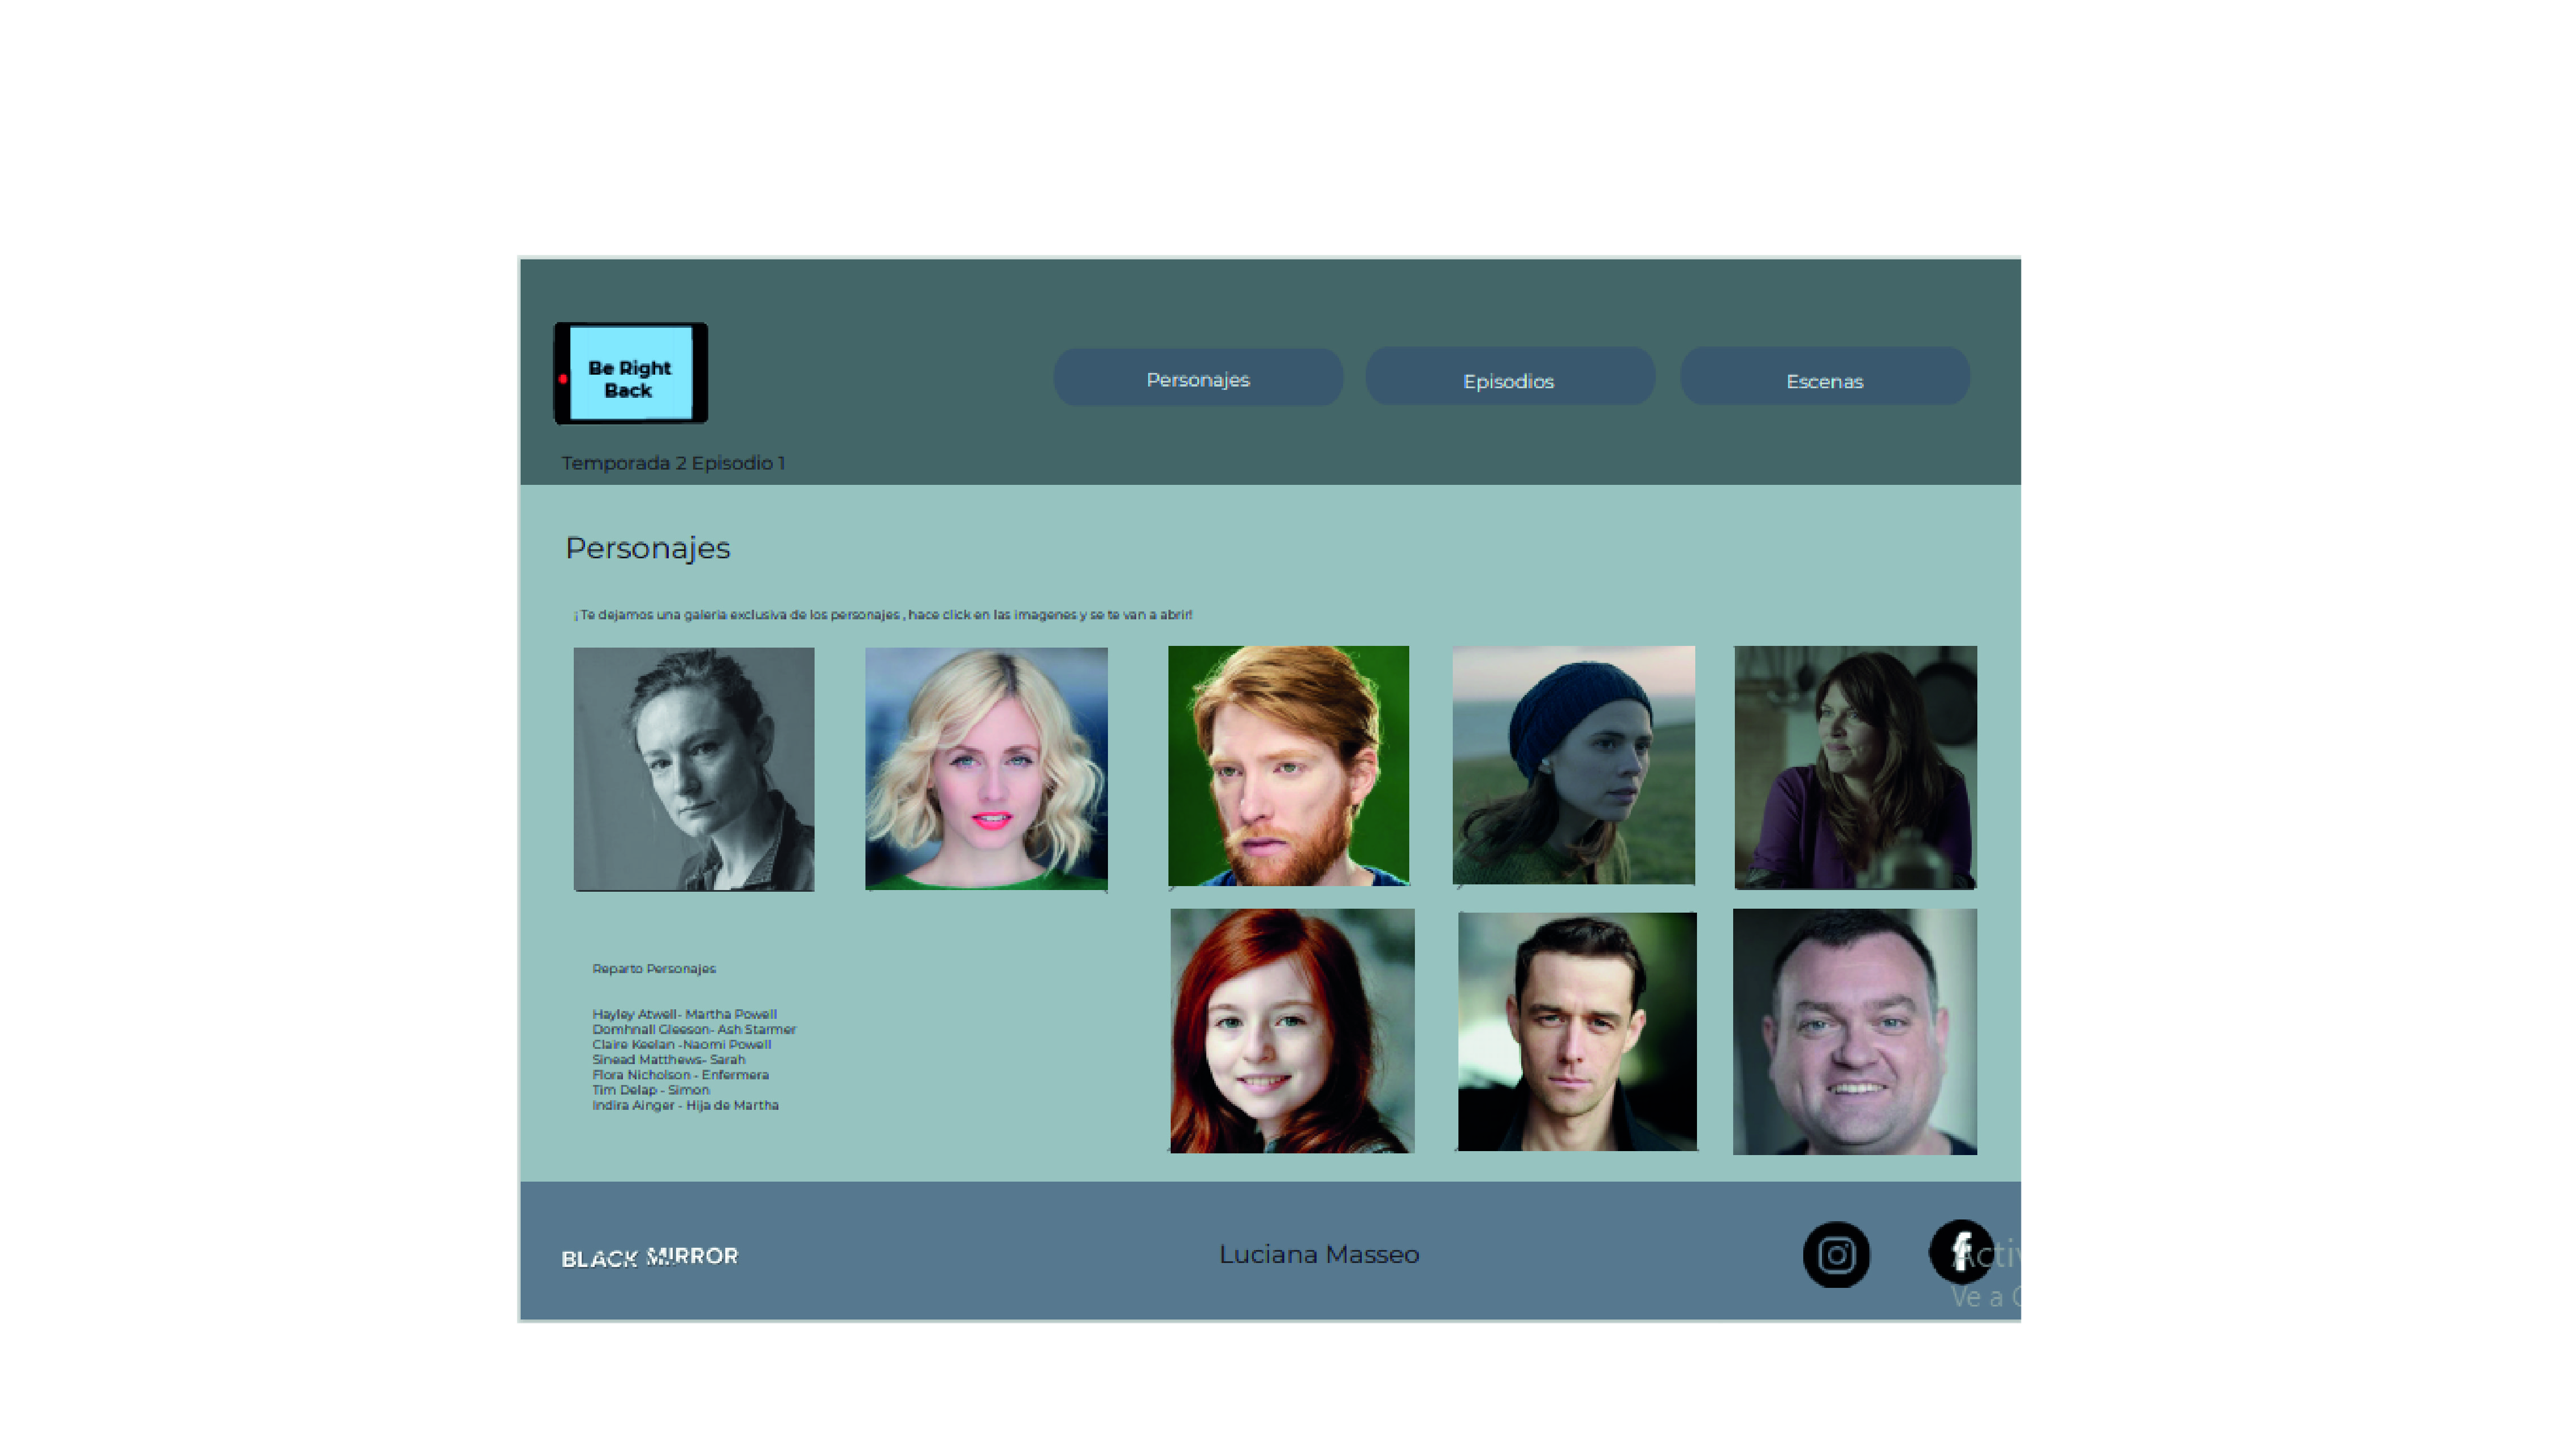 Be Right
Back
Personajes
Episodios
Escenas
Temporada 2 Episodio 1
Personajes
¡Te dejamos una galeria exclusiva de los personajes , hace click en las imagenes y se te van a abrir!
Reparto Personajes
Hayley Atwell- Martha Powell
Domhnall Gleeson- Ash Starmer
Claire Keelan -Naomi Powell
Sinead Matthews- Sarah
Flora Nicholson - Enfermera
Tim Delap - Simon
Indira Ainger - Hija de Martha
BLACK MIRROR
Luciana Masseo
f
Activ
Ve a C